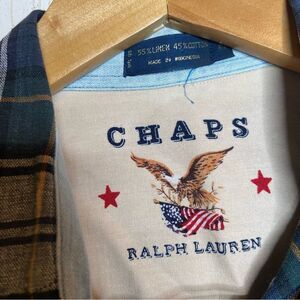 55% LINEN 45% COTTON
MADE IN INDONESIA
CHAPS
RALPH LAUREN